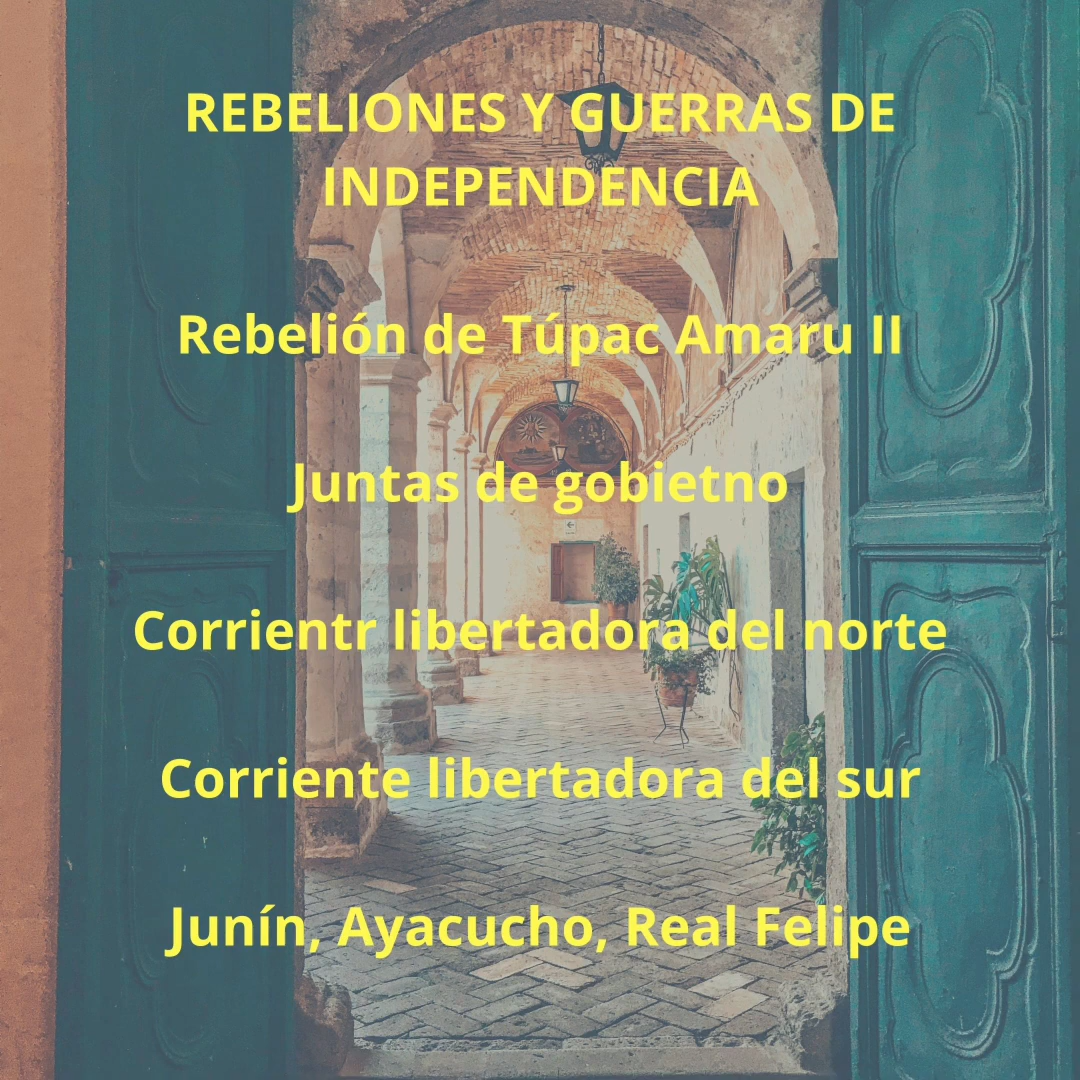 REBELIONES Y GUERRAS DE
INDEPENDENCIA
Rebelión de Túpac Amaru II
Juntas de gobietno
Corrientr libertadora del norte
Corriente libertadora del sur
Junín, Ayacucho, Real Felipe